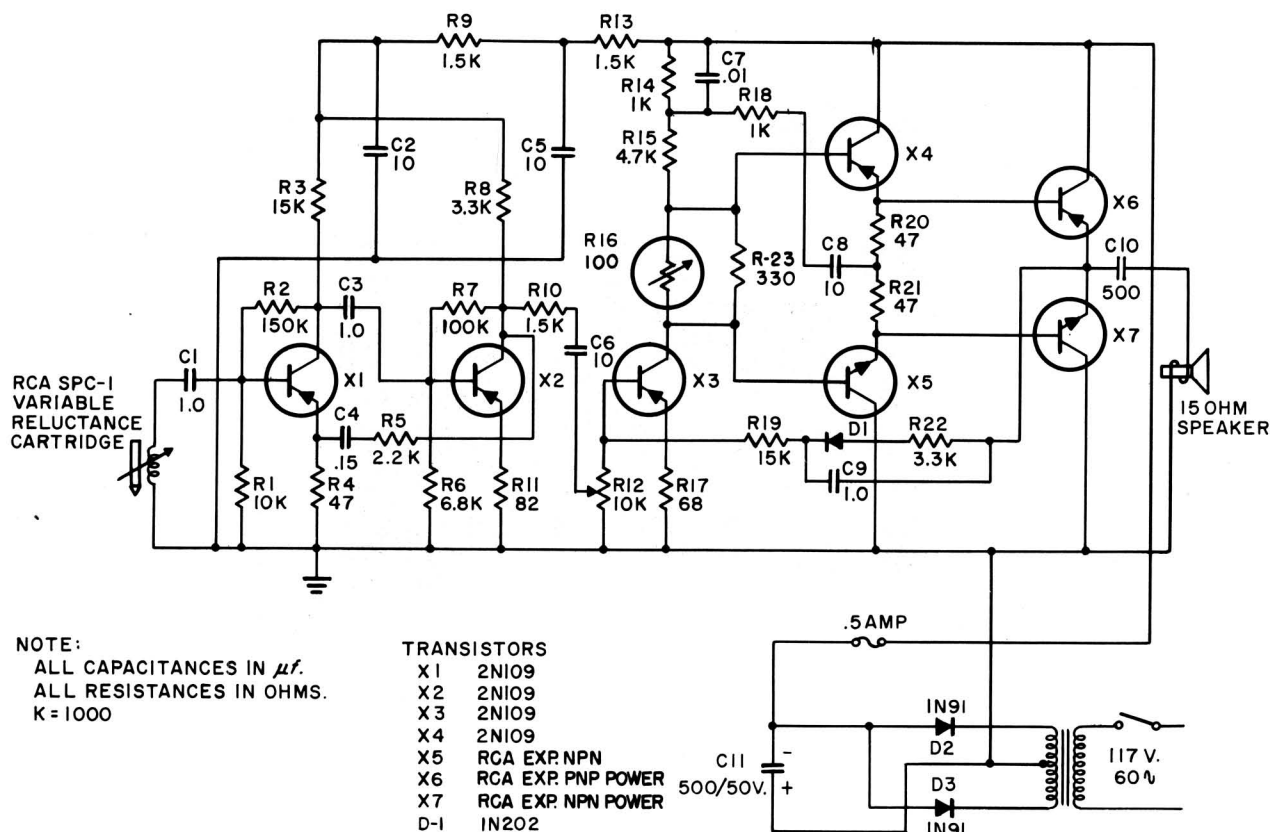 R9
1.5K
R13
1.5K
C7
.01
R14
1K
R18
1K
R15
4.7K
X4
C2
10
C5
10
R3
15K
R8
3.3K
X6
R20
47
R16
100
R-23
330
C8
10
C10
500
R21
47
R2
150K
C3
1.0
R7
100K
R10
1.5K
C6
10
X7
C1
1.0
X1
X2
X3
X5
RCA SPC-1
VARIABLE
RELUCTANCE
CARTRIDGE
15 OHM
SPEAKER
C4
.15
R5
2.2K
R19
15K
D1
R22
3.3K
C9
1.0
R1
10K
R4
47
R6
6.8K
R11
82
R12
10K
R17
68
.5AMP
NOTE:
ALL CAPACITANCES IN µf.
ALL RESISTANCES IN OHMS.
K=1000
TRANSISTORS
X1 2N109
X2 2N109
X3 2N109
X4 2N109
X5 RCA EXP. NPN
X6 RCA EXP. PNP POWER
X7 RCA EXP. NPN POWER
D-1 1N202
C11
500/50V.
-
+
1N91
D2
D3
1N91
117 V.
60 ~